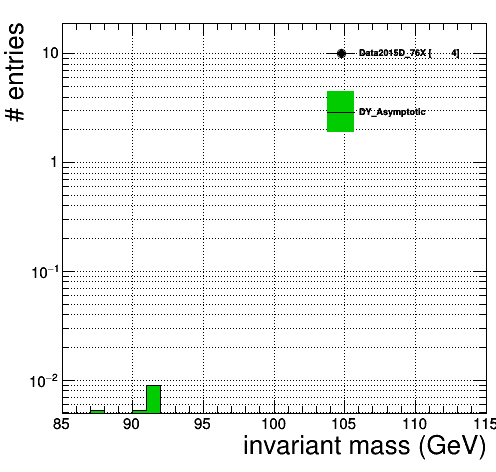 # entries
10
1
10⁻¹
10⁻²
Data2015D_76X [ 4]
DY_Asymptotic
85 90 95 100 105 110 115
invariant mass (GeV)